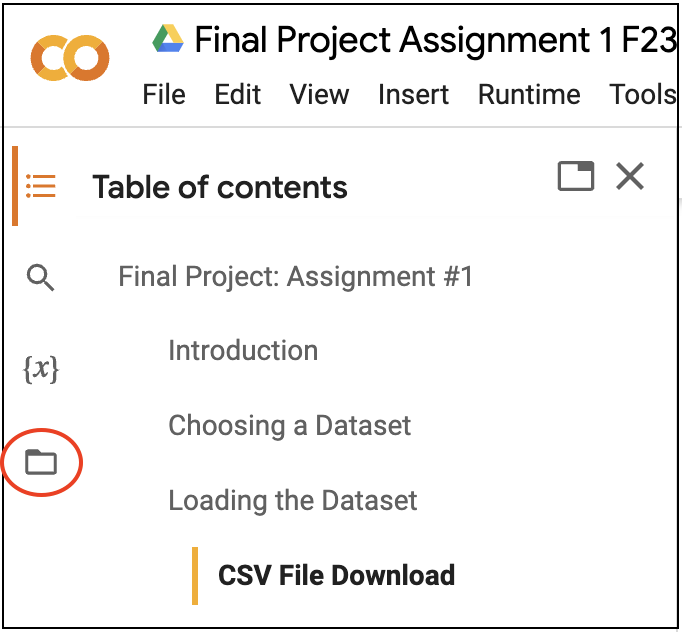 Final Project Assignment 1 F23
File Edit View Insert Runtime Tools
Table of contents
Final Project: Assignment #1
Introduction
{x}
Choosing a Dataset
Loading the Dataset
CSV File Download